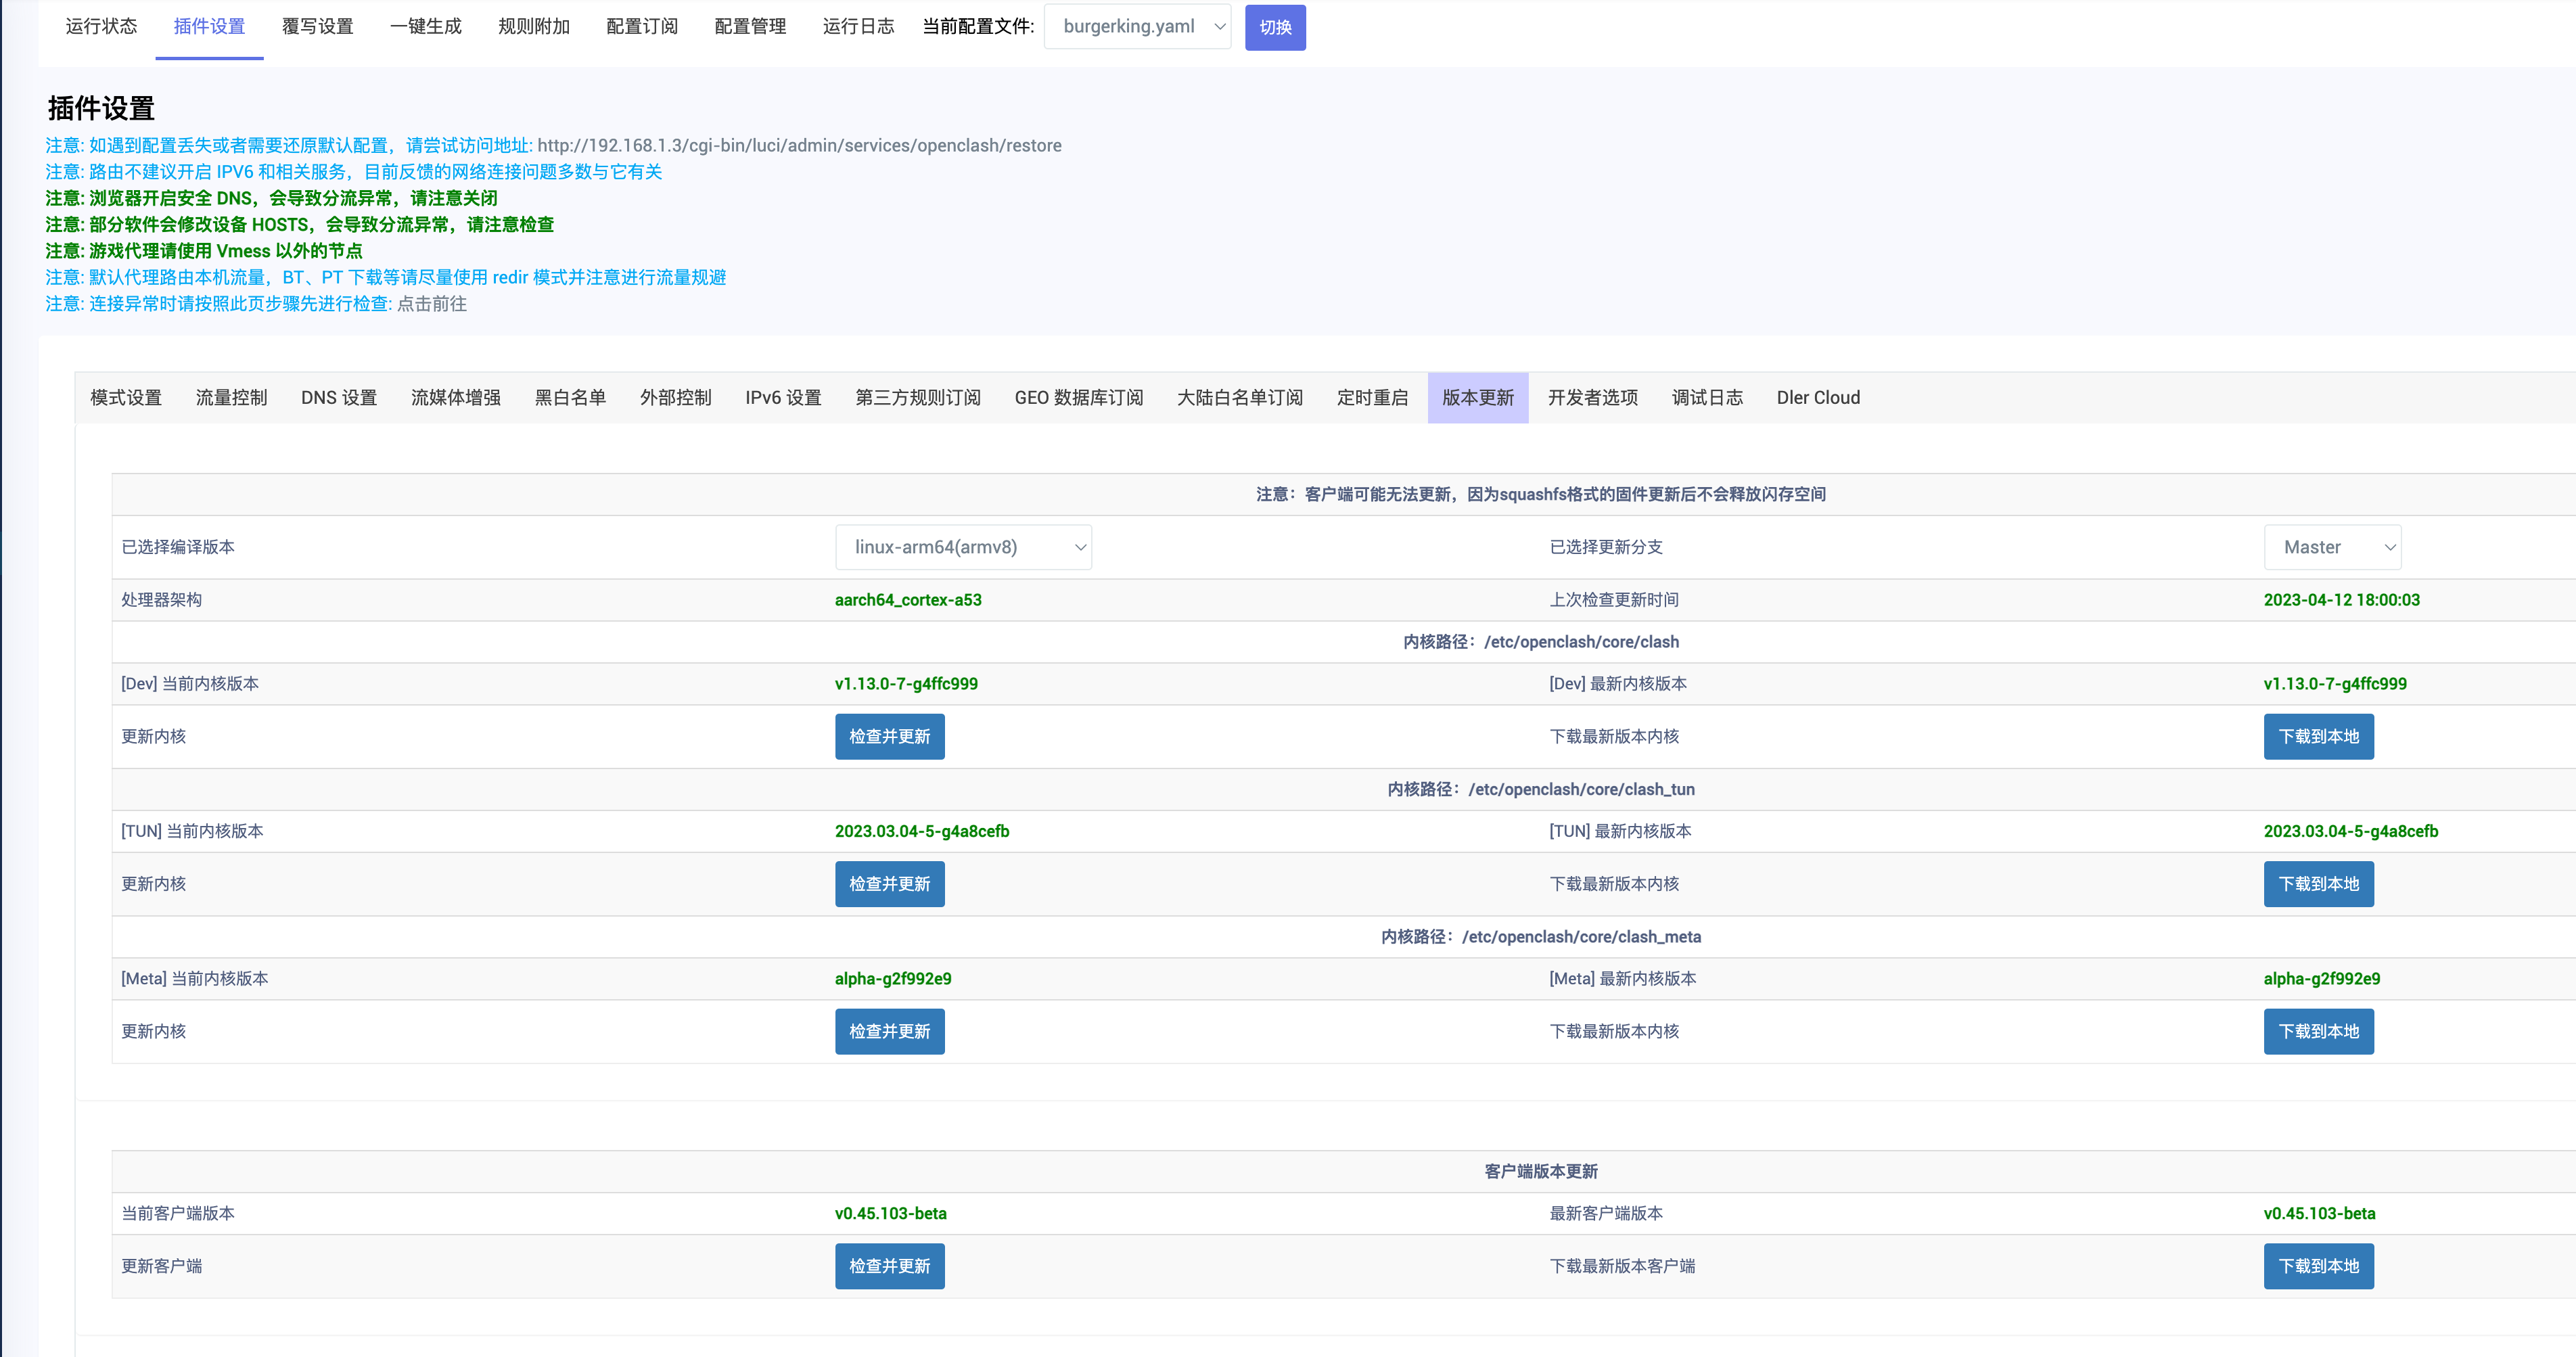 运行状态 插件设置 覆写设置 一键生成 规则附加 配置订阅 配置管理 运行日志 当前配置文件: burgerking.yaml 切换
插件设置
注意: 如遇到配置丢失或者需要还原默认配置，请尝试访问地址: http://192.168.1.3/cgi-bin/luci/admin/services/openclash/restore
注意: 路由不建议开启 IPV6 和相关服务，目前反馈的网络连接问题多数与它有关
注意: 浏览器开启安全 DNS，会导致分流异常，请注意关闭
注意: 部分软件会修改设备 HOSTS，会导致分流异常，请注意检查
注意: 游戏代理请使用 Vmess 以外的节点
注意: 默认代理路由本机流量，BT、PT 下载等请尽量使用 redir 模式并注意进行流量规避
注意: 连接异常时请按照此页步骤先进行检查: 点击前往
模式设置 流量控制 DNS 设置 流媒体增强 黑白名单 外部控制 IPv6 设置 第三方规则订阅 GEO 数据库订阅 大陆白名单订阅 定时重启 版本更新 开发者选项 调试日志 Dler Cloud
注意：客户端可能无法更新，因为squashfs格式的固件更新后不会释放闪存空间
已选择编译版本 linux-arm64(armv8) 已选择更新分支 Master
处理器架构 aarch64_cortex-a53 上次检查更新时间 2023-04-12 18:00:03
内核路径：/etc/openclash/core/clash
[Dev] 当前内核版本 v1.13.0-7-g4ffc999 [Dev] 最新内核版本 v1.13.0-7-g4ffc999
更新内核 检查并更新 下载最新版本内核 下载到本地
内核路径：/etc/openclash/core/clash_tun
[TUN] 当前内核版本 2023.03.04-5-g4a8cefb [TUN] 最新内核版本 2023.03.04-5-g4a8cefb
更新内核 检查并更新 下载最新版本内核 下载到本地
内核路径：/etc/openclash/core/clash_meta
[Meta] 当前内核版本 alpha-g2f992e9 [Meta] 最新内核版本 alpha-g2f992e9
更新内核 检查并更新 下载最新版本内核 下载到本地
客户端版本更新
当前客户端版本 v0.45.103-beta 最新客户端版本 v0.45.103-beta
更新客户端 检查并更新 下载最新版本客户端 下载到本地